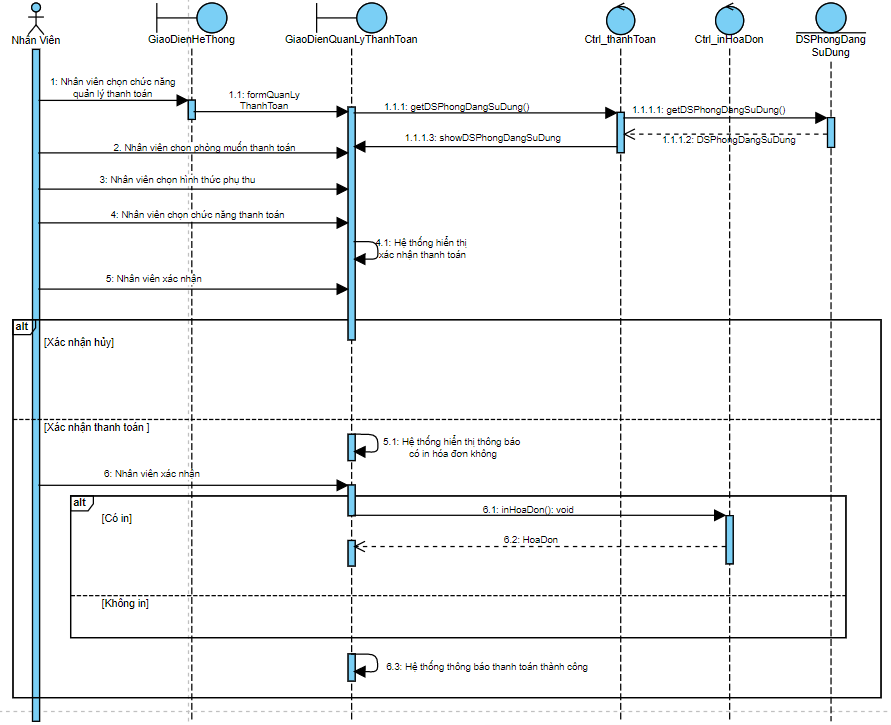 Nhân Viên
GiaoDienHeThong
GiaoDienQuanLyThanhToan
Ctrl_thanhToan
Ctrl_inHoaDon
DSPhongDang
SuDung
1: Nhân viên chọn chức năng
quản lý thanh toán
1.1: formQuanLy
ThanhToan
1.1.1: getDSPhongDangSuDung()
1.1.1.1: getDSPhongDangSuDung()
1.1.1.2: DSPhongDangSuDung
1.1.1.3: showDSPhongDangSuDung
2. Nhân viên chọn phòng muốn thanh toán
3: Nhân viên chọn hình thức phụ thu
4: Nhân viên chọn chức năng thanh toán
4.1: Hệ thống hiển thị
xác nhận thanh toán
5: Nhân viên xác nhận
alt
[Xác nhận hủy]
[Xác nhận thanh toán ]
5.1: Hệ thống hiển thị thông báo
có in hóa đơn không
6: Nhân viên xác nhận
alt
[Có in]
6.1: inHoaDon(): void
6.2: HoaDon
[Không in]
6.3: Hệ thống thông báo thanh toán thành công